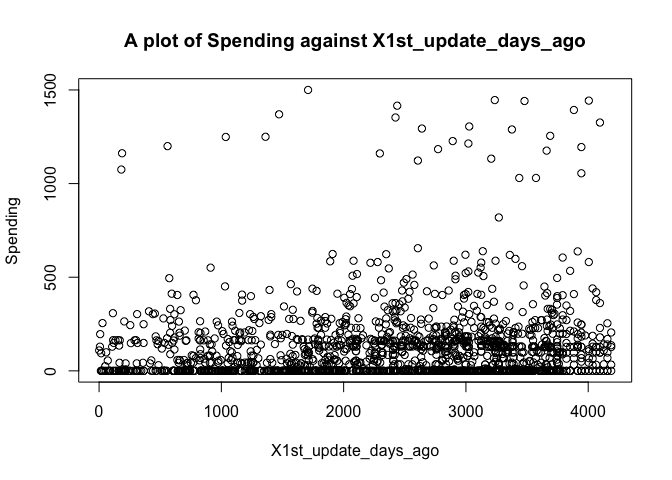 A plot of Spending against X1st_update_days_ago
1500
1000
500
0
Spending
0 1000 2000 3000 4000
X1st_update_days_ago